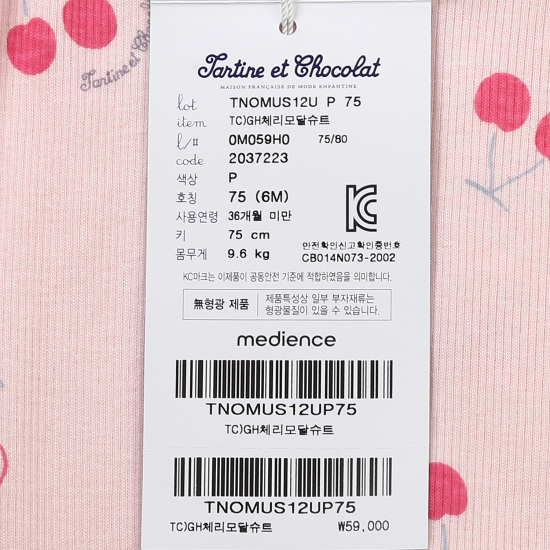 Tartine et Chocolat
Tartine et Chocolat
MAISON FRANÇAISE DE MODE ENFANTINE
lot TNOMUS12U P 75
item TC)GH체리모달슈트
l/# 0M059H0 75/80
code 2037223
색상 P
호칭 75 (6M)
사용연령 36개월 미만
키 75 cm
몸무게 9.6 kg
안전확인신고확인증번호
CB014N073-2002
KC마크는 이제품이 공동안전 기준에 적합하였음을 의미합니다.
無형광 제품 제품특성상 일부 부자재류는
형광물질이 있을 수 있습니다.
medience
TNOMUS12UP75
TC)GH체리모달슈트
TNOMUS12UP75
TC)GH체리모달슈트 ₩59,000